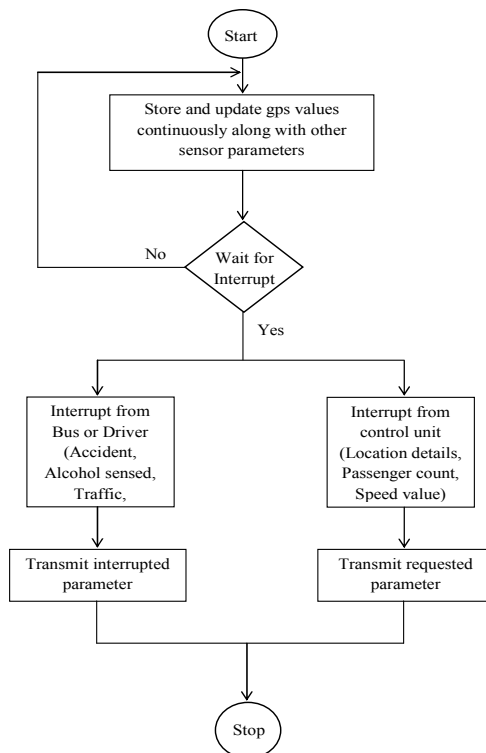 Start
Store and update gps values
continuously along with other
sensor parameters
No
Wait for
Interrupt
Yes
Interrupt from
Bus or Driver
(Accident,
Alcohol sensed,
Traffic,
Interrupt from
control unit
(Location details,
Passenger count,
Speed value)
Transmit interrupted
parameter
Transmit requested
parameter
Stop